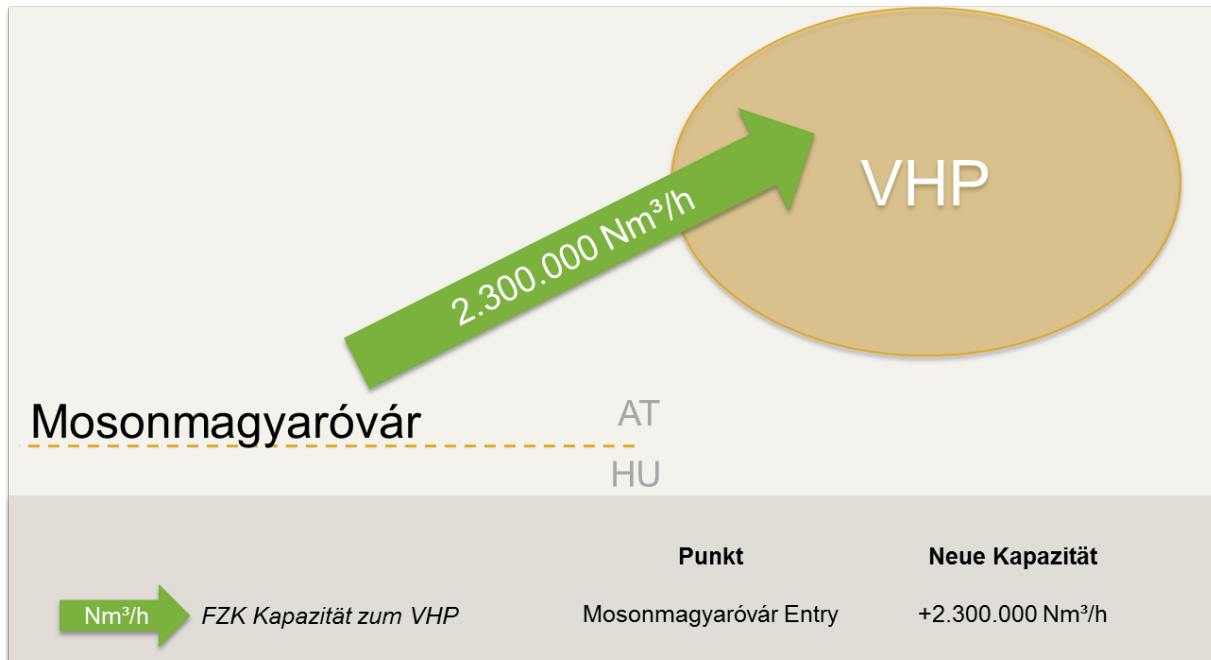 VHP
2.300.000 Nm³/h
Mosonmagyaróvár
AT
HU
Punkt Neue Kapazität
Nm³/h FZK Kapazität zum VHP Mosonmagyaróvár Entry +2.300.000 Nm³/h